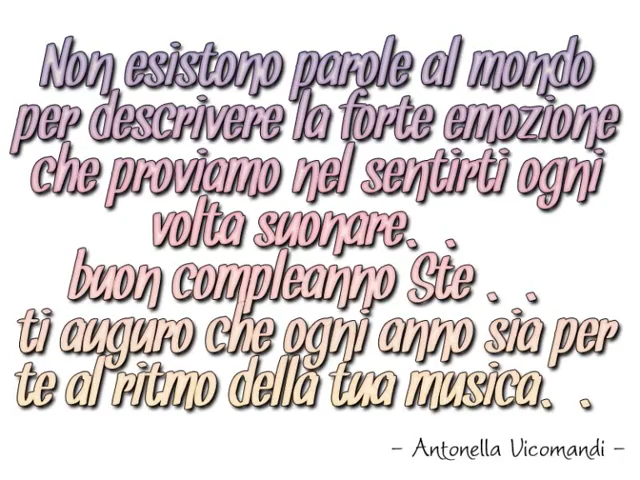 Non esistono parole al mondo
per descrivere la forte emozione
che proviamo nel sentirti ogni
volta suonare. .
buon compleanno Ste . .
ti auguro che ogni anno sia per
te al ritmo della tua musica. .
- Antonella Vicomandi -